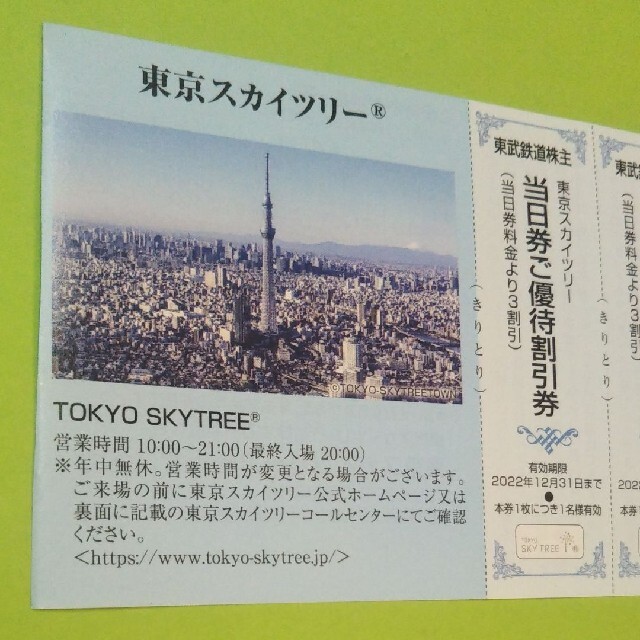 東京スカイツリー®
©TOKYO-SKYTREETOWN
TOKYO SKYTREE®
営業時間 10:00～21:00(最終入場 20:00)
※年中無休。営業時間が変更となる場合がございます。
ご来場の前に東京スカイツリー公式ホームページ又は
裏面に記載の東京スカイツリーコールセンターにてご確認
ください。
<https://www.tokyo-skytree.jp/>
(きりとり)
東武鉄道株主
東京スカイツリー
当日券ご優待割引券
(当日券料金より3割引)
有効期限
2022年12月31日まで
●
本券1枚につき1名様有効
TOKYO
SKYTREE®
(きりとり)
東武
(当日券料金より3割引)
2022
本券